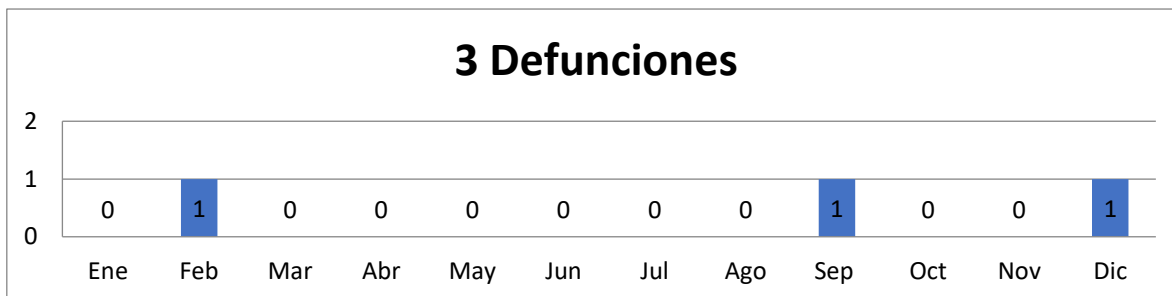 3 Defunciones
2
1
0
0 1 0 0 0 0 0 0 1 0 0 1
Ene Feb Mar Abr May Jun Jul Ago Sep Oct Nov Dic